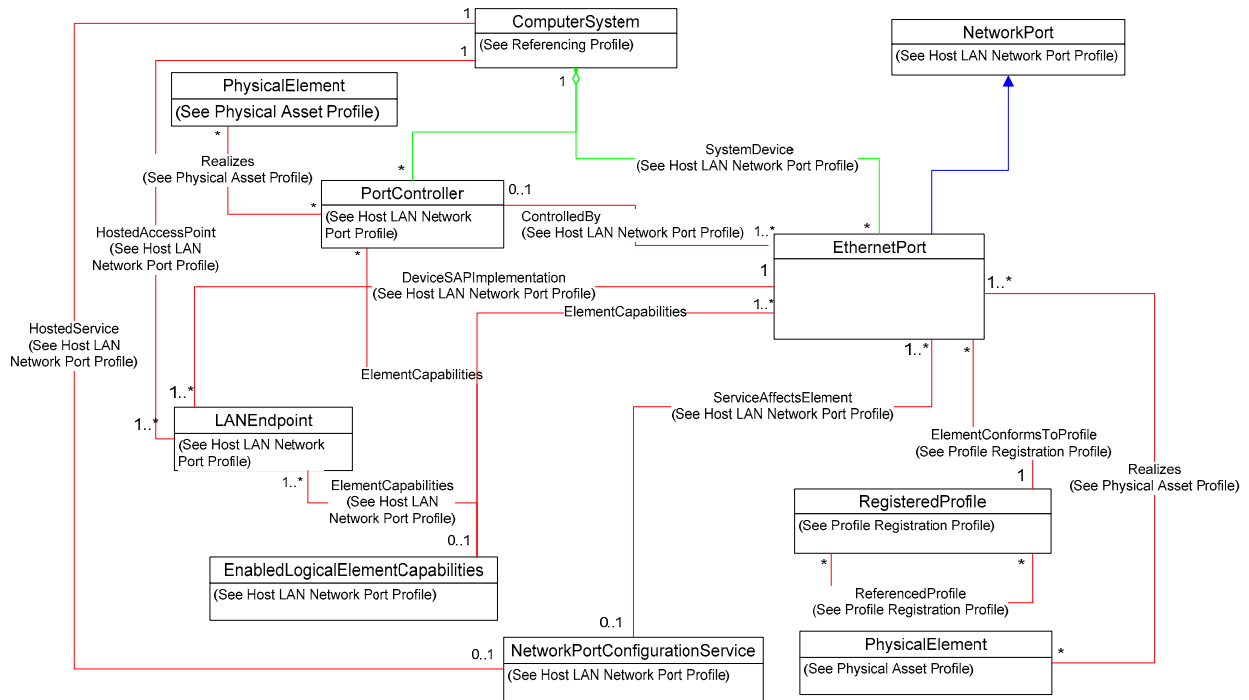 1
ComputerSystem
(See Referencing Profile)
1
1
NetworkPort
(See Host LAN Network Port Profile)
PhysicalElement
(See Physical Asset Profile)
*
Realizes
(See Physical Asset Profile)
*
SystemDevice
(See Host LAN Network Port Profile)
*
PortController
(See Host LAN Network
Port Profile)
*
0..1
ControlledBy
(See Host LAN Network Port Profile)
1..*
*
EthernetPort
HostedAccessPoint
(See Host LAN
Network Port Profile)
*
DeviceSAPImplementation
(See Host LAN Network Port Profile)
1
1..*
ElementCapabilities
1..*
HostedService
(See Host LAN
Network Port Profile)
ElementCapabilities
1..*
*
1..*
1..*
LANEndpoint
(See Host LAN Network
Port Profile)
ServiceAffectsElement
(See Host LAN Network Port Profile)
ElementConformsToProfile
(See Profile Registration Profile)
Realizes
(See Physical Asset Profile)
1..*
ElementCapabilities
(See Host LAN
Network Port Profile)
1
RegisteredProfile
(See Profile Registration Profile)
0..1
EnabledLogicalElementCapabilities
(See Host LAN Network Port Profile)
*
*
ReferencedProfile
(See Profile Registration Profile)
0..1
0..1
NetworkPortConfigurationService
(See Host LAN Network Port Profile)
PhysicalElement
(See Physical Asset Profile)
*